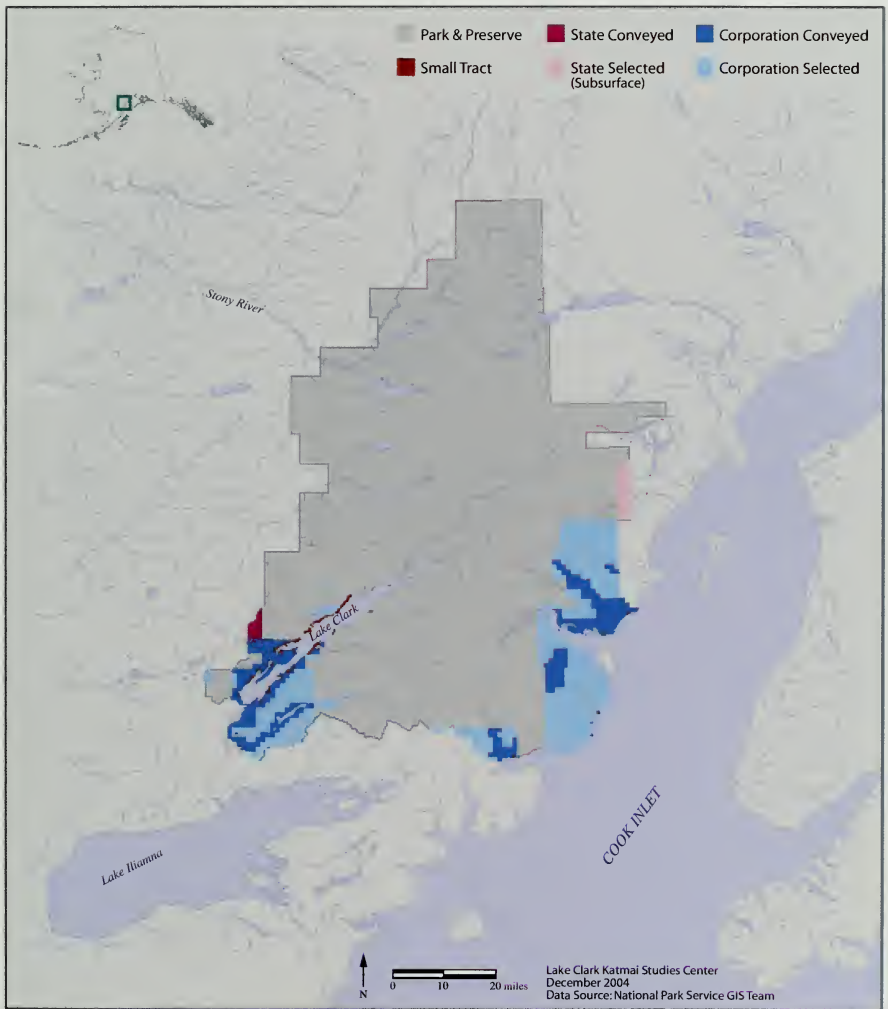 Park & Preserve
State Conveyed
Corporation Conveyed
Small Tract
State Selected
(Subsurface)
Corporation Selected
Stony River
Lake Clark
COOK INLET
Lake Iliamna
N
0 10 20 miles
Lake Clark Katmai Studies Center
December 2004
Data Source: National Park Service GIS Team